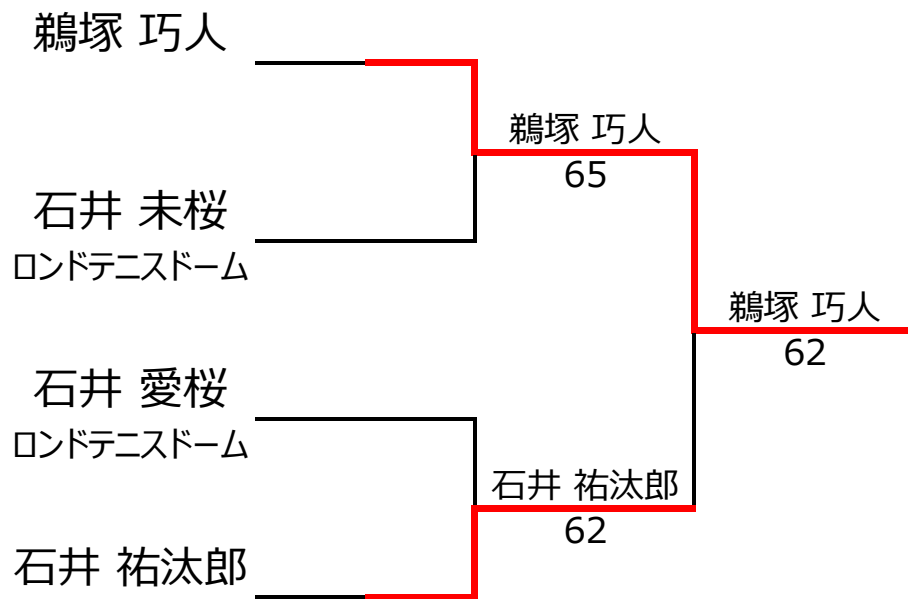 鵜塚 巧人
鵜塚 巧人
65
石井 未桜
ロンドテニスドーム
鵜塚 巧人
62
石井 愛桜
ロンドテニスドーム
石井 祐汰郎
62
石井 祐汰郎